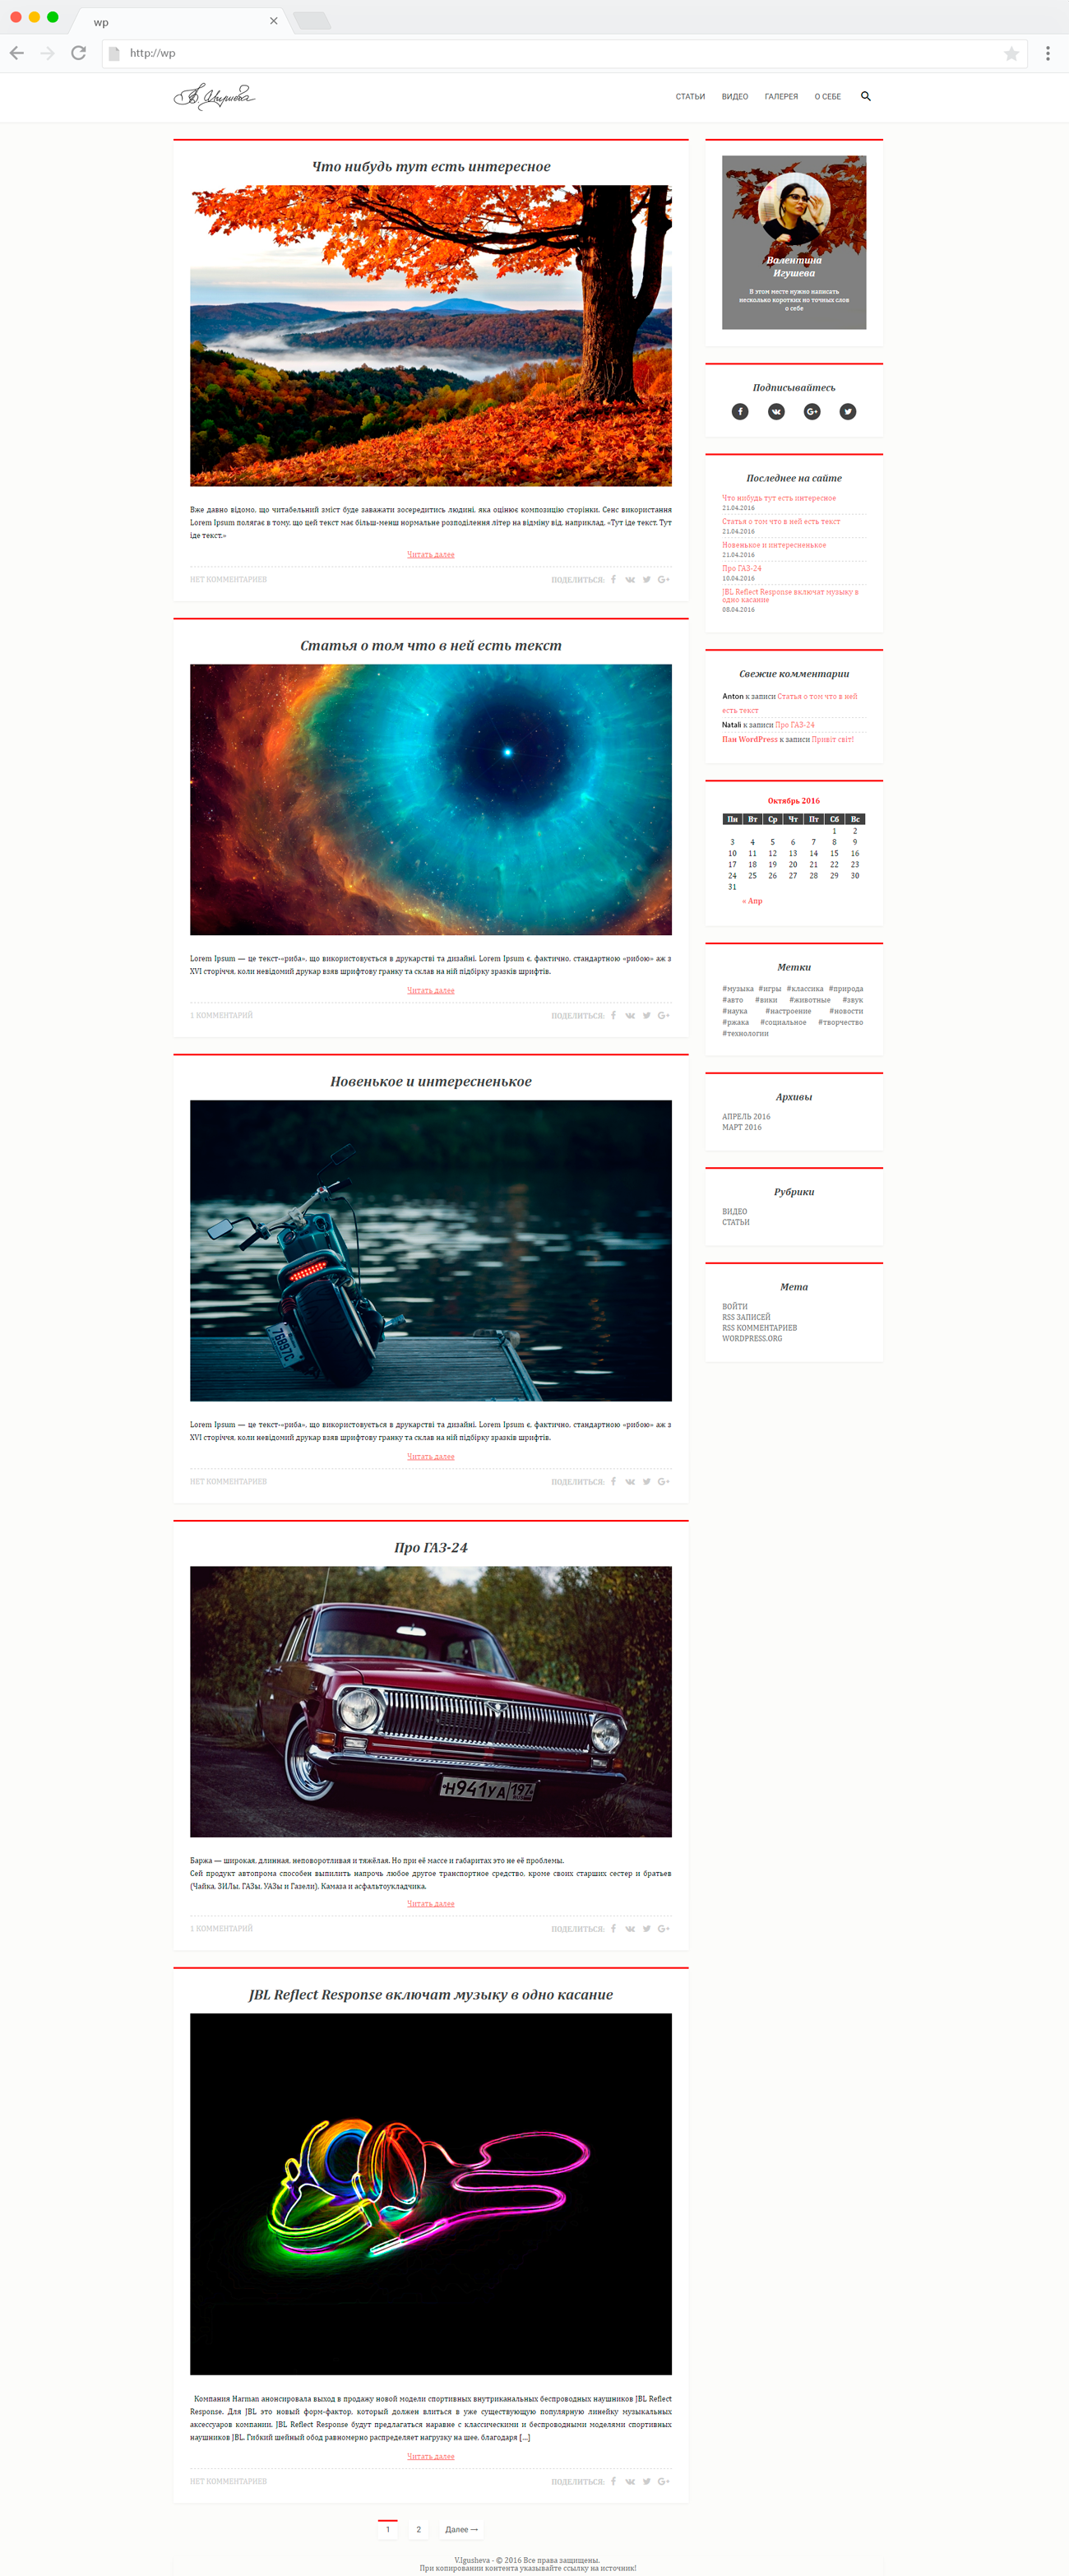 wp
http://wp
СТАТЬИ ВИДЕО ГАЛЕРЕЯ О СЕБЕ
Что нибудь тут есть интересное
Вже давно відомо, що читабельний зміст буде заважати зосередитись людині, яка оцінює композицію сторінки. Сенс використання
Lorem Ipsum полягає в тому, що цей текст має більш-менш нормальне розподілення літер на відміну від, наприклад, «Тут іде текст. Тут
іде текст.»
Читать далее
НЕТ КОММЕНТАРИЕВ ПОДЕЛИТЬСЯ:
Статья о том что в ней есть текст
Lorem Ipsum — це текст-«риба», що використовується в друкарстві та дизайні. Lorem Ipsum є, фактично, стандартною «рибою» аж з
XVI сторіччя, коли невідомий друкар взяв шрифтову гранку та склав на ній підбірку зразків шрифтів.
Читать далее
1 КОММЕНТАРИЙ ПОДЕЛИТЬСЯ:
Новенькое и интересненькое
76897C
Lorem Ipsum — це текст-«риба», що використовується в друкарстві та дизайні. Lorem Ipsum є, фактично, стандартною «рибою» аж з
XVI сторіччя, коли невідомий друкар взяв шрифтову гранку та склав на ній підбірку зразків шрифтів.
Читать далее
НЕТ КОММЕНТАРИЕВ ПОДЕЛИТЬСЯ:
Про ГАЗ-24
Н941УА 197
Баржа — широкая, длинная, неповоротливая и тяжёлая. Но при её массе и габаритах это не её проблемы.
Сей продукт автопрома способен выпилить напрочь любое другое транспортное средство, кроме своих старших сестер и братьев
(Чайка, ЗИЛы, ГАЗы, УАЗы и Газели), Камаза и асфальтоукладчика.
Читать далее
1 КОММЕНТАРИЙ ПОДЕЛИТЬСЯ:
JBL Reflect Response включат музыку в одно касание
Компания Harman анонсировала выход в продажу новой модели спортивных внутриканальных беспроводных наушников JBL Reflect
Response. Для JBL это новый форм-фактор, который должен влиться в уже существующую популярную линейку музыкальных
аксессуаров компании. JBL Reflect Response будут предлагаться наравне с классическими и беспроводными моделями спортивных
наушников JBL. Гибкий шейный обод равномерно распределяет нагрузку на шее, благодаря [...]
Читать далее
НЕТ КОММЕНТАРИЕВ ПОДЕЛИТЬСЯ:
1 2 Далее →
Валентина
Игушева
В этом месте нужно написать
несколько коротких но точных слов
о себе
Подписывайтесь
Последнее на сайте
Что нибудь тут есть интересное
21.04.2016
Статья о том что в ней есть текст
21.04.2016
Новенькое и интересненькое
21.04.2016
Про ГАЗ-24
10.04.2016
JBL Reflect Response включат музыку в
одно касание
08.04.2016
Свежие комментарии
Anton к записи Статья о том что в ней
есть текст
Natali к записи Про ГАЗ-24
Пан WordPress к записи Привіт світ!
Октябрь 2016
Пн Вт Ср Чт Пт Сб Вс
1 2
3 4 5 6 7 8 9
10 11 12 13 14 15 16
17 18 19 20 21 22 23
24 25 26 27 28 29 30
31
« Апр
Метки
#музыка #игры #классика #природа
#авто #вики #животные #звук
#наука #настроение #новости
#ржака #социальное #творчество
#технологии
Архивы
АПРЕЛЬ 2016
МАРТ 2016
Рубрики
ВИДЕО
СТАТЬИ
Мета
ВОЙТИ
RSS ЗАПИСЕЙ
RSS КОММЕНТАРИЕВ
WORDPRESS.ORG
V.Igusheva - © 2016 Все права защищены.
При копировании контента указывайте ссылку на источник!